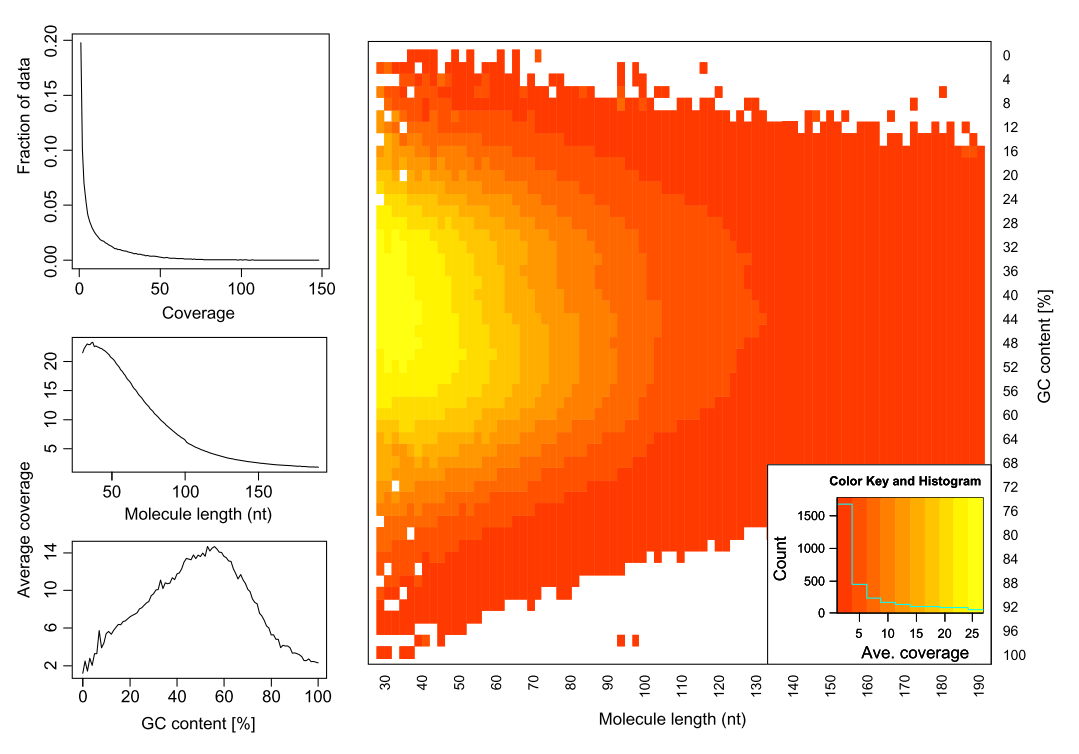 0.00 0.05 0.10 0.15 0.20
Fraction of data
0 50 100 150
Coverage
5 10 15 20
50 100 150
Molecule length (nt)
Average coverage
2 6 10 14
0 20 40 60 80 100
GC content [%]
0
4
8
12
16
20
24
28
32
36
40
44
48
52
56
60
64
68
72
76
80
84
88
92
96
100
GC content [%]
30 40 50 60 70 80 90 100 110 120 130 140 150 160 170 180 190
Molecule length (nt)
Color Key and Histogram
0 500 1000 1500
Count
5 10 15 20 25
Ave. coverage